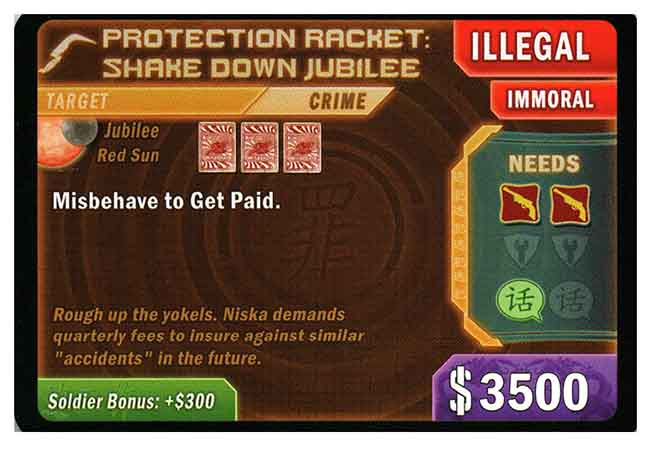 PROTECTION RACKET:
SHAKE DOWN JUBILEE
ILLEGAL
IMMORAL
TARGET
CRIME
Jubilee
Red Sun
NEEDS
Misbehave to Get Paid.
罪
话 话
Rough up the yokels. Niska demands
quarterly fees to insure against similar
"accidents" in the future.
Soldier Bonus: +$300
$3500